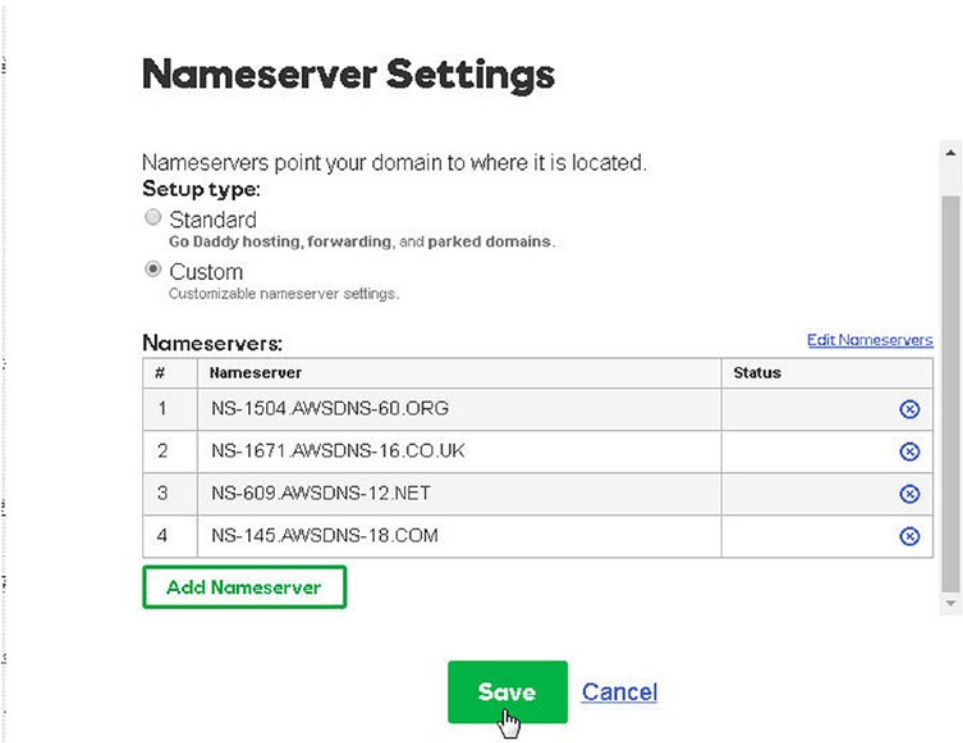 Nameserver Settings
Nameservers point your domain to where it is located.
Setup type:
Standard
Go Daddy hosting, forwarding, and parked domains.
Custom
Customizable nameserver settings.
Nameservers: Edit Nameservers
# Nameserver Status
1 NS-1504.AWSDNS-60.ORG
2 NS-1671.AWSDNS-16.CO.UK
3 NS-609.AWSDNS-12.NET
4 NS-145.AWSDNS-18.COM
Add Nameserver
Save Cancel